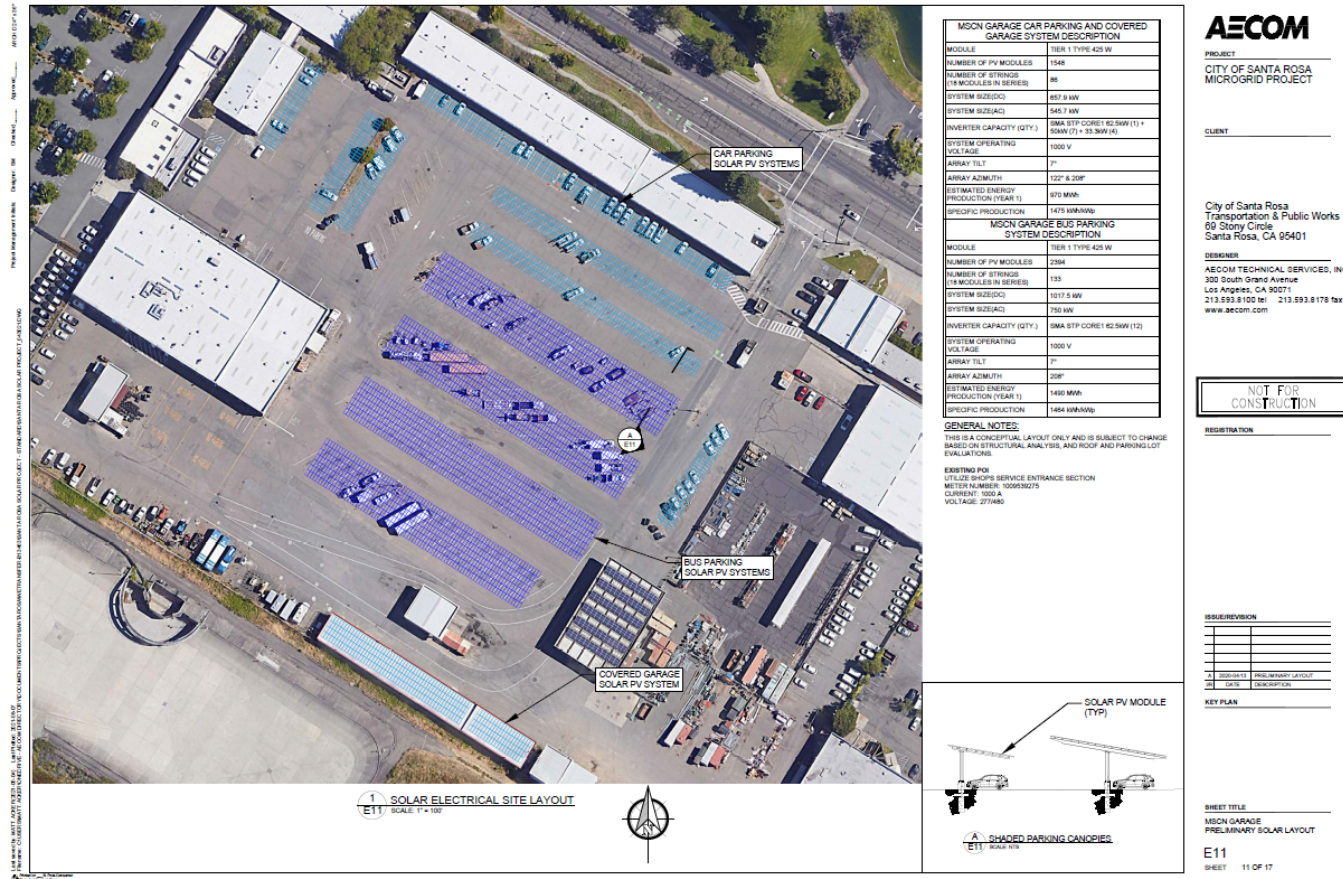 CAR PARKING
SOLAR PV SYSTEMS
A
E11
BUS PARKING
SOLAR PV SYSTEMS
COVERED GARAGE
SOLAR PV SYSTEM
1
E11
SOLAR ELECTRICAL SITE LAYOUT
SCALE: 1" = 100'
N
MSCN GARAGE CAR PARKING AND COVERED
GARAGE SYSTEM DESCRIPTION
MODULE TIER 1 TYPE 425 W
NUMBER OF PV MODULES 1548
NUMBER OF STRINGS
(18 MODULES IN SERIES) 86
SYSTEM SIZE(DC) 657.9 kW
SYSTEM SIZE(AC) 545.7 kW
INVERTER CAPACITY (QTY.) SMA STP CORE1 62.5kW (1) +
50kW (7) + 33.3kW (4)
SYSTEM OPERATING
VOLTAGE 1000 V
ARRAY TILT 7°
ARRAY AZIMUTH 122° & 208°
ESTIMATED ENERGY
PRODUCTION (YEAR 1) 970 MWh
SPECIFIC PRODUCTION 1475 kWh/kWp
MSCN GARAGE BUS PARKING
SYSTEM DESCRIPTION
MODULE TIER 1 TYPE 425 W
NUMBER OF PV MODULES 2394
NUMBER OF STRINGS
(18 MODULES IN SERIES) 133
SYSTEM SIZE(DC) 1017.5 kW
SYSTEM SIZE(AC) 750 kW
INVERTER CAPACITY (QTY.) SMA STP CORE1 62.5kW (12)
SYSTEM OPERATING
VOLTAGE 1000 V
ARRAY TILT 7°
ARRAY AZIMUTH 208°
ESTIMATED ENERGY
PRODUCTION (YEAR 1) 1490 MWh
SPECIFIC PRODUCTION 1464 kWh/kWp
GENERAL NOTES:
THIS IS A CONCEPTUAL LAYOUT ONLY AND IS SUBJECT TO CHANGE
BASED ON STRUCTURAL ANALYSIS, AND ROOF AND PARKING LOT
EVALUATIONS.
EXISTING POI
UTILIZE SHOPS SERVICE ENTRANCE SECTION
METER NUMBER: 1009539275
CURRENT: 1000 A
VOLTAGE: 277/480
SOLAR PV MODULE
(TYP)
A
E11
SHADED PARKING CANOPIES
SCALE: NTS
AECOM
PROJECT
CITY OF SANTA ROSA
MICROGRID PROJECT
CLIENT
City of Santa Rosa
Transportation & Public Works
69 Stony Circle
Santa Rosa, CA 95401
DESIGNER
AECOM TECHNICAL SERVICES, IN
300 South Grand Avenue
Los Angeles, CA 90071
213.593.8100 tel 213.593.8178 fax
www.aecom.com
NOT FOR
CONSTRUCTION
REGISTRATION
ISSUE/REVISION
A 2020-04-13 PRELIMINARY LAYOUT
I/R DATE DESCRIPTION
KEY PLAN
SHEET TITLE
MSCN GARAGE
PRELIMINARY SOLAR LAYOUT
E11
SHEET 11 OF 17